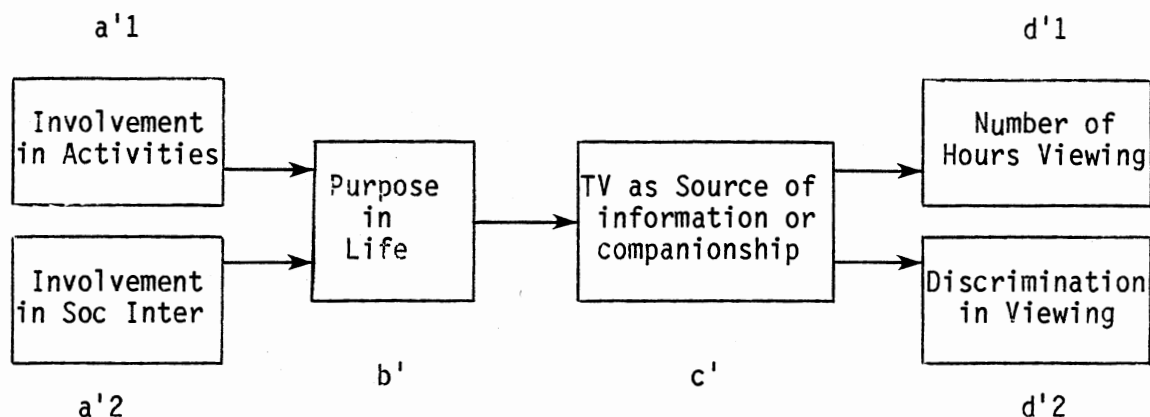 a'1
Involvement
in Activities
Involvement
in Soc Inter
a'2
Purpose
in
Life
b'
TV as Source of
information or
companionship
c'
d'1
Number of
Hours Viewing
Discrimination
in Viewing
d'2